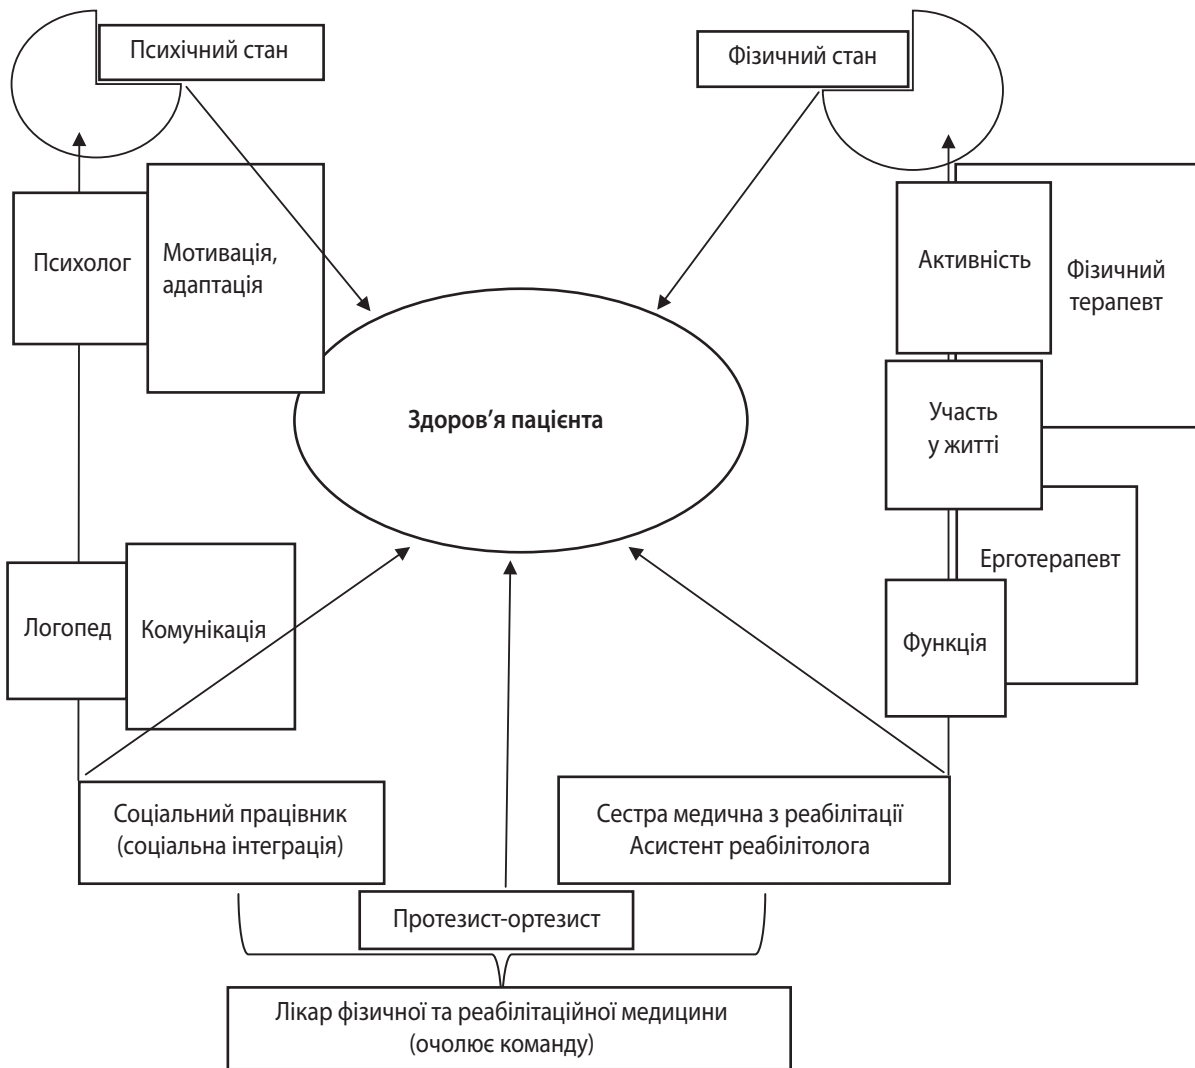 Психічний стан
Фізичний стан
Психолог
Мотивація,
адаптація
Активність
Фізичний
терапевт
Здоров’я пацієнта
Участь
у житті
Ерготерапевт
Логопед
Комунікація
Функція
Соціальний працівник
(соціальна інтеграція)
Сестра медична з реабілітації
Асистент реабілітолога
Протезист-ортезист
Лікар фізичної та реабілітаційної медицини
(очолює команду)